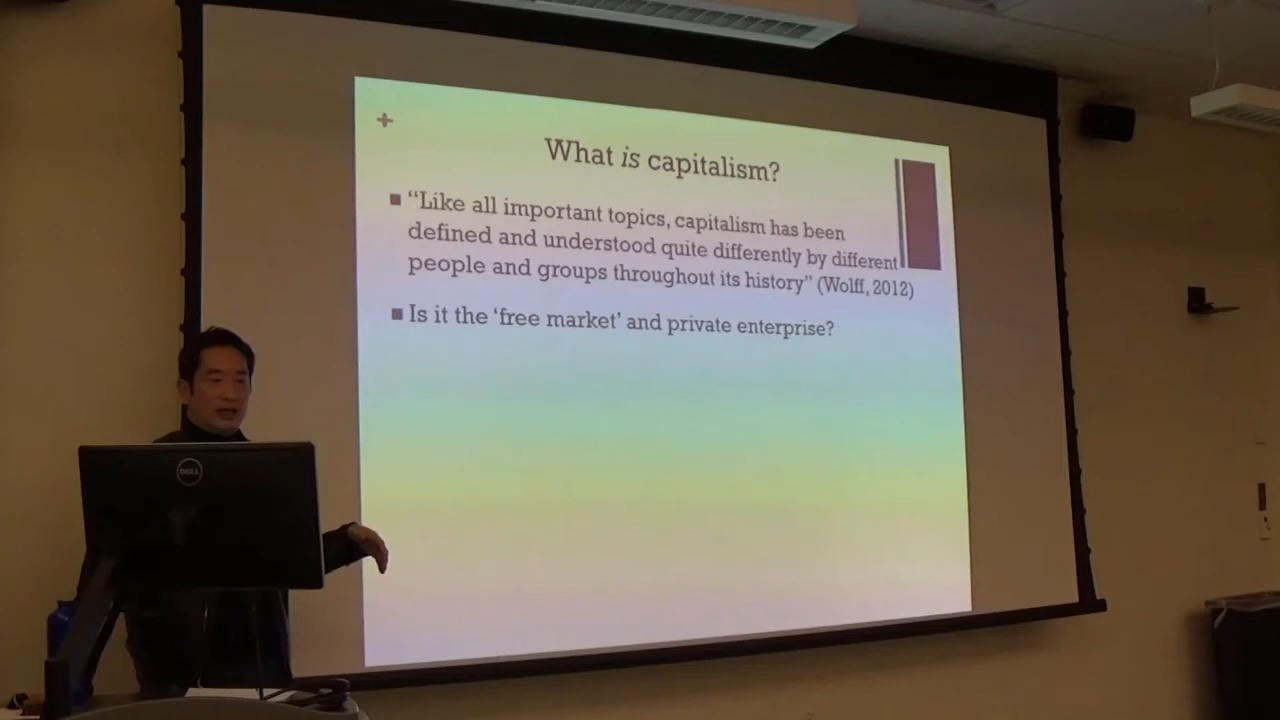 +
What is capitalism?
■ “Like all important topics, capitalism has been
defined and understood quite differently by different
people and groups throughout its history” (Wolff, 2012)
■ Is it the ‘free market’ and private enterprise?
DELL